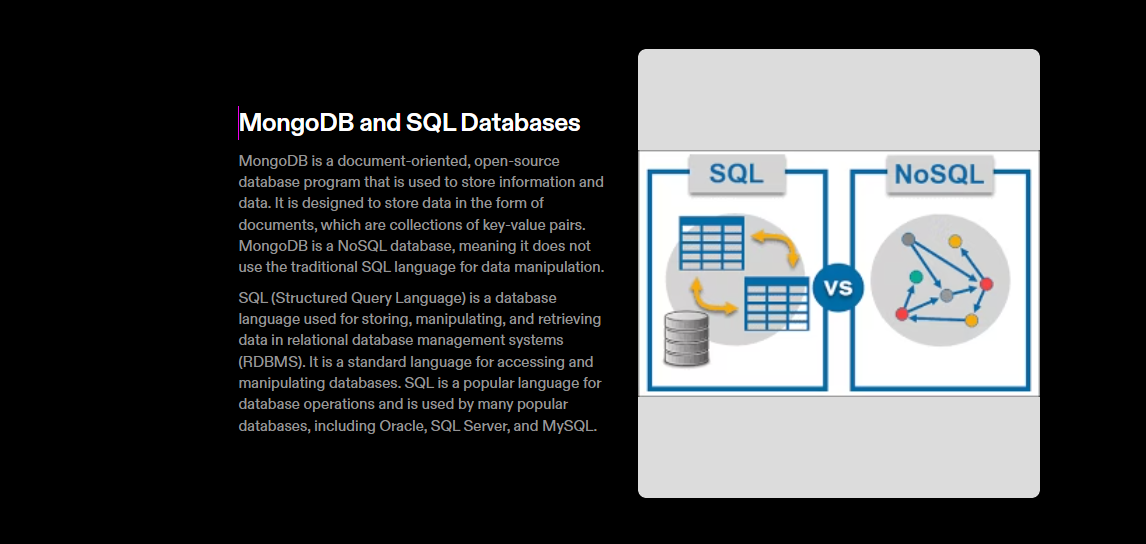 MongoDB and SQL Databases
MongoDB is a document-oriented, open-source
database program that is used to store information and
data. It is designed to store data in the form of
documents, which are collections of key-value pairs.
MongoDB is a NoSQL database, meaning it does not
use the traditional SQL language for data manipulation.
SQL (Structured Query Language) is a database
language used for storing, manipulating, and retrieving
data in relational database management systems
(RDBMS). It is a standard language for accessing and
manipulating databases. SQL is a popular language for
database operations and is used by many popular
databases, including Oracle, SQL Server, and MySQL.
SQL
vs
NoSQL